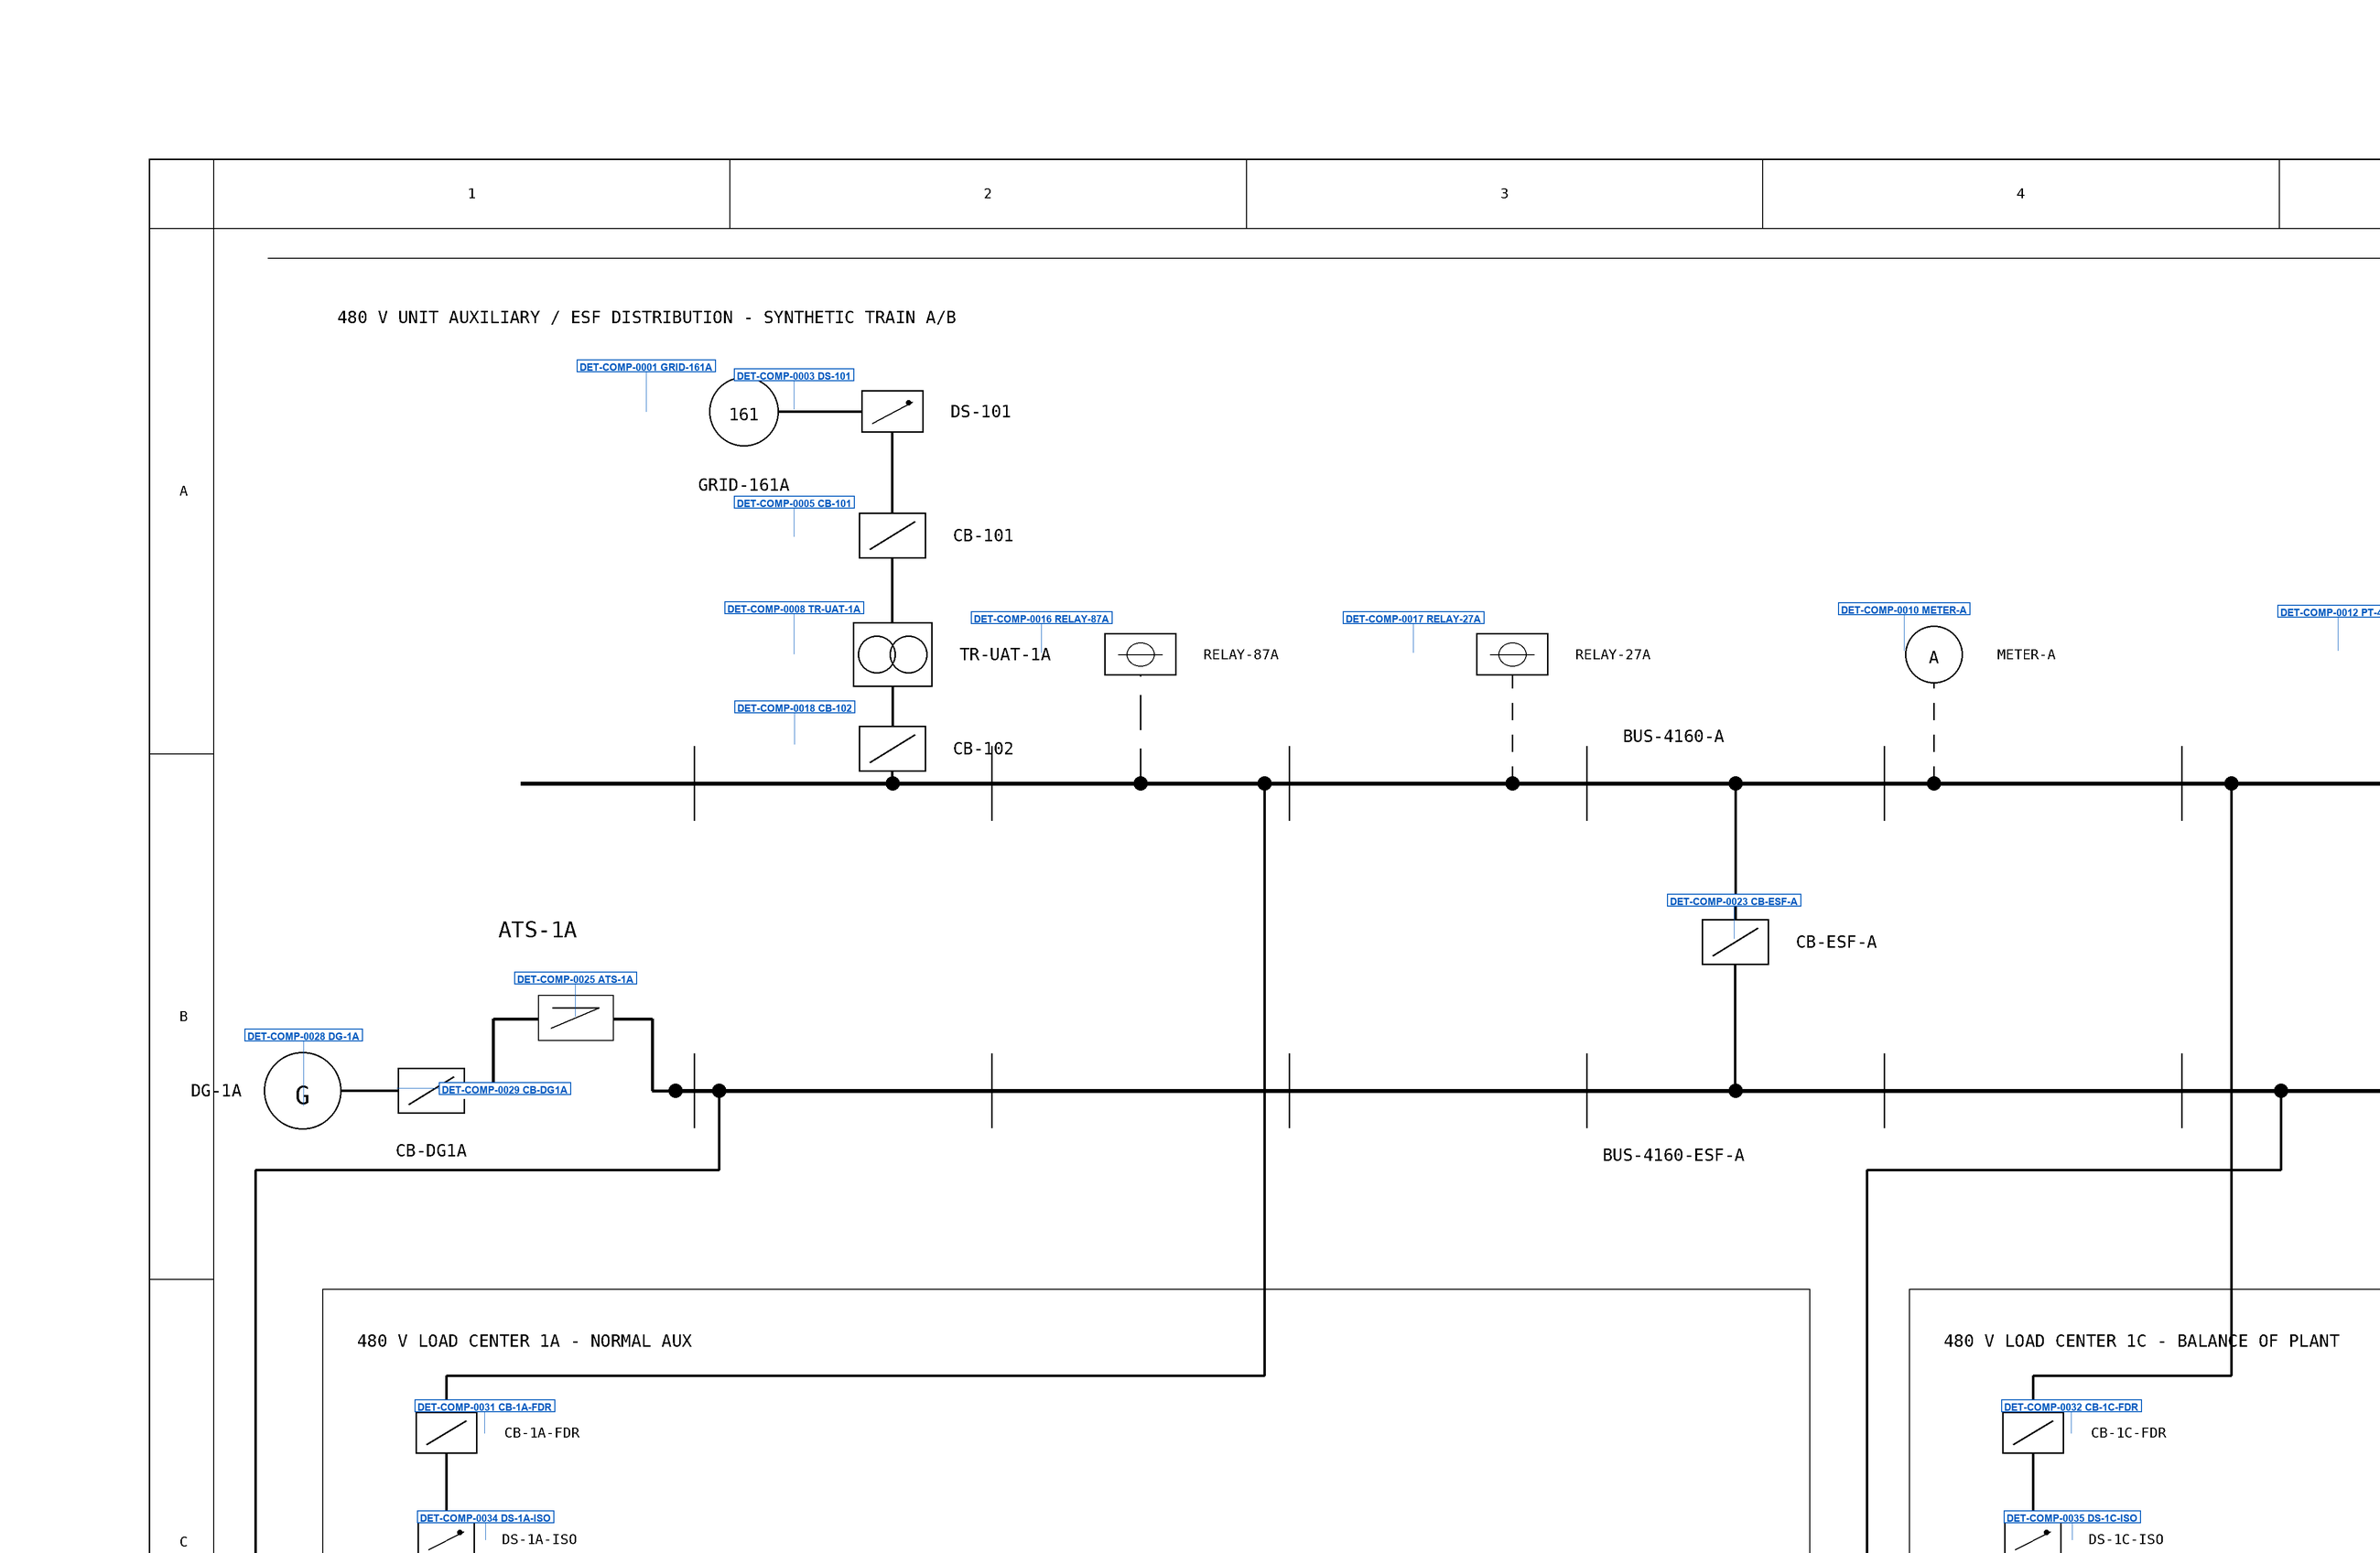 1 2 3 4
480 V UNIT AUXILIARY / ESF DISTRIBUTION - SYNTHETIC TRAIN A/B
DET-COMP-0001 GRID-161A
DET-COMP-0003 DS-101
161
DS-101
GRID-161A
A
DET-COMP-0005 CB-101
CB-101
DET-COMP-0008 TR-UAT-1A
DET-COMP-0016 RELAY-87A
DET-COMP-0017 RELAY-27A
DET-COMP-0010 METER-A
DET-COMP-0012 PT-4
TR-UAT-1A
RELAY-87A
RELAY-27A
A
METER-A
DET-COMP-0018 CB-102
CB-102
BUS-4160-A
DET-COMP-0023 CB-ESF-A
CB-ESF-A
ATS-1A
DET-COMP-0025 ATS-1A
B
DET-COMP-0028 DG-1A
DG-1A
G
DET-COMP-0029 CB-DG1A
CB-DG1A
BUS-4160-ESF-A
480 V LOAD CENTER 1A - NORMAL AUX
480 V LOAD CENTER 1C - BALANCE OF PLANT
DET-COMP-0031 CB-1A-FDR
CB-1A-FDR
DET-COMP-0032 CB-1C-FDR
CB-1C-FDR
DET-COMP-0034 DS-1A-ISO
DS-1A-ISO
DET-COMP-0035 DS-1C-ISO
DS-1C-ISO
C